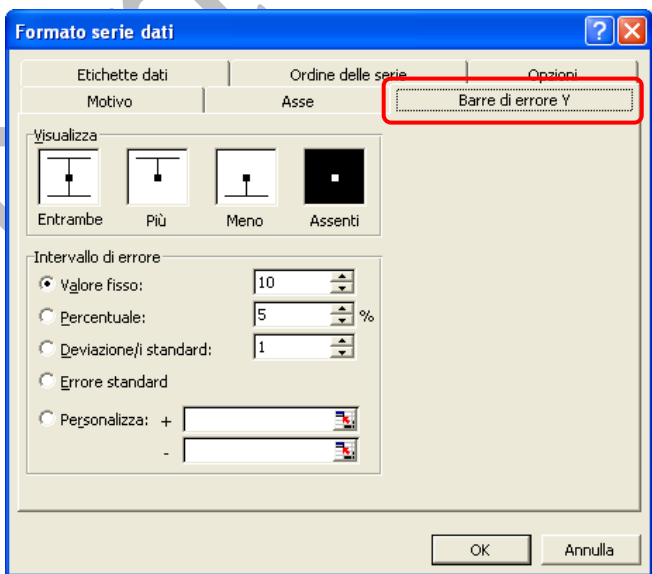 Formato serie dati
Etichette dati Ordine delle serie Opzioni
Motivo Asse Barre di errore Y
Visualizza
Entrambe Più Meno Assenti
Intervallo di errore
Valore fisso: 10
Percentuale: 5 %
Deviazione/i standard: 1
Errore standard
Personalizza: +
-
OK Annulla